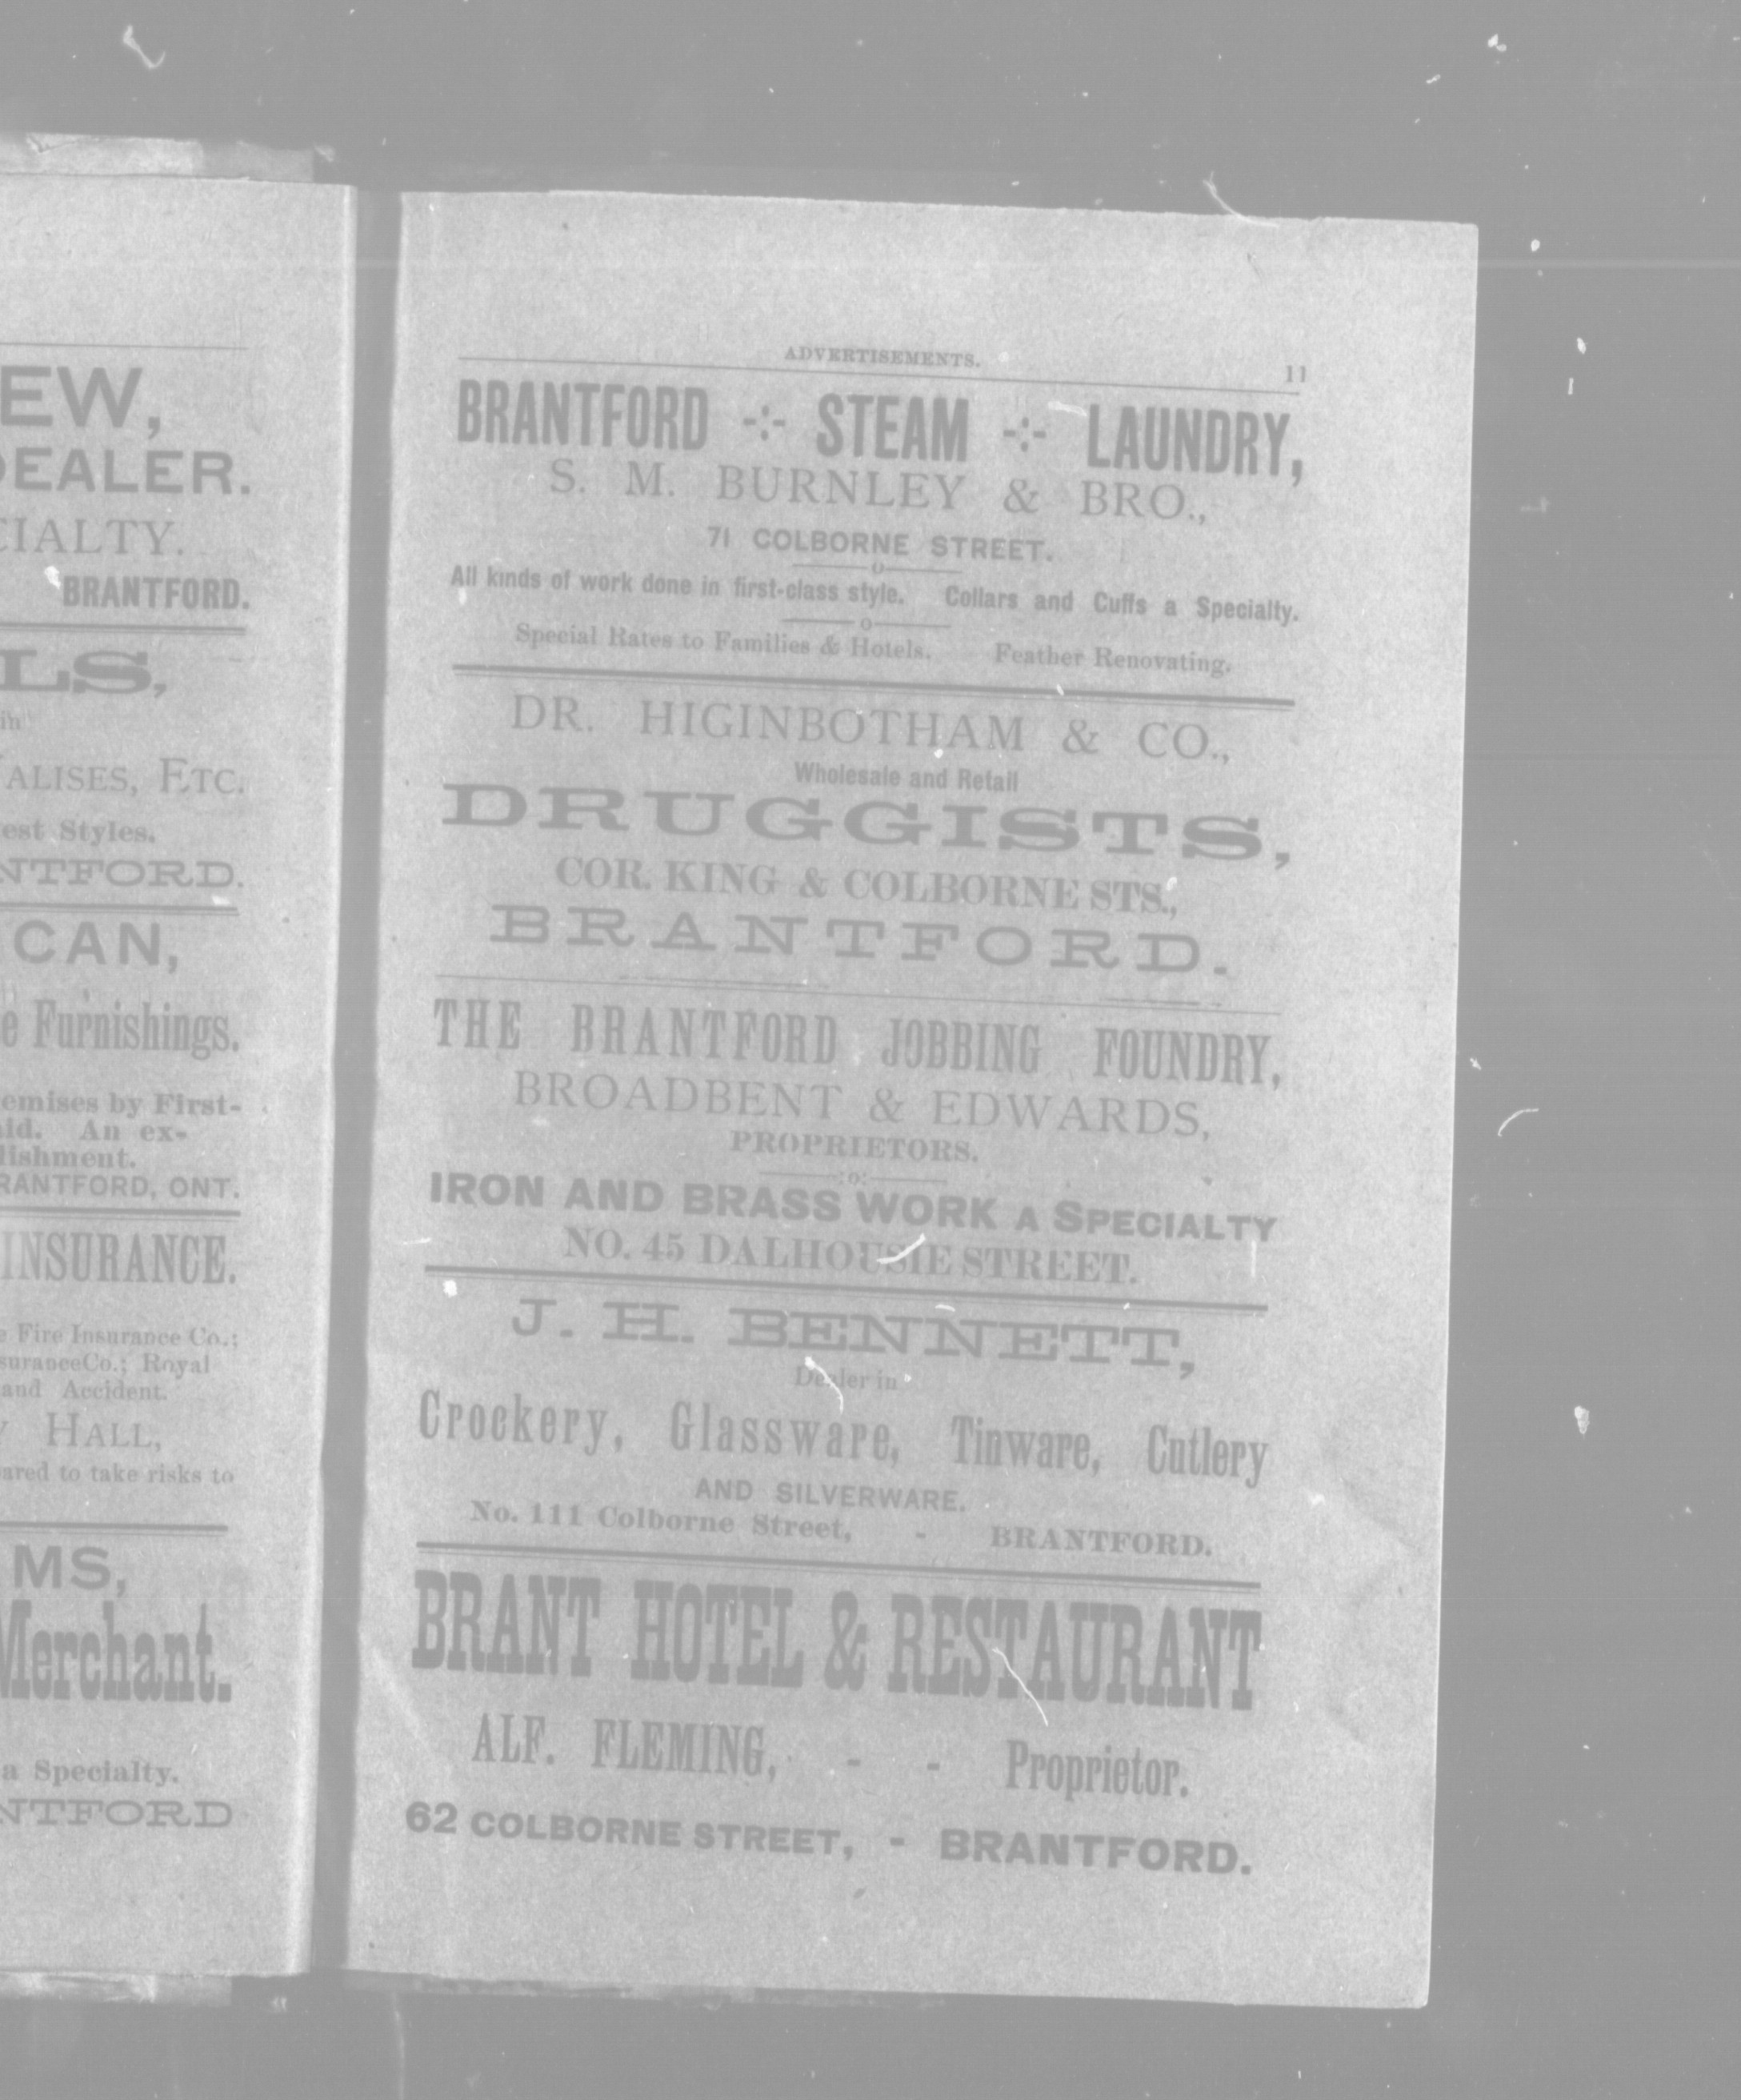 EW,
DEALER.
CIALTY.
BRANTFORD.
LS,
in
VALISES, ETC.
est Styles.
NTFORD.
CAN,
e Furnishings.
emises by First-
aid. An ex-
lishment.
RANTFORD, ONT.
INSURANCE.
e Fire Insurance Co.;
suranceCo.; Royal
and Accident.
Y HALL,
ared to take risks to
MS,
Merchant.
a Specialty.
NTFORD
ADVERTISEMENTS. 11
BRANTFORD -:- STEAM -:- LAUNDRY,
S. M. BURNLEY & BRO.,
71 COLBORNE STREET.
All kinds of work done in first-class style. Collars and Cuffs a Specialty.
Special Rates to Families & Hotels. Feather Renovating.
DR. HIGINBOTHAM & CO.,
Wholesale and Retail
DRUGGISTS,
COR. KING & COLBORNE STS.,
BRANTFORD.
THE BRANTFORD JOBBING FOUNDRY,
BROADBENT & EDWARDS,
PROPRIETORS.
IRON AND BRASS WORK A SPECIALTY
NO. 45 DALHOUSIE STREET.
J. H. BENNETT,
Dealer in
Crockery, Glassware, Tinware, Cutlery
AND SILVERWARE.
No. 111 Colborne Street, - BRANTFORD.
BRANT HOTEL & RESTAURANT
ALF. FLEMING, - - Proprietor.
62 COLBORNE STREET, - BRANTFORD.